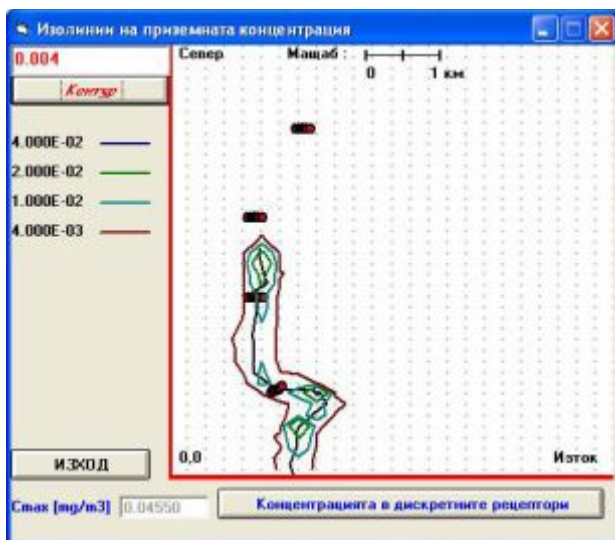 Изолинии на приземната концентрация
0.004
Север Мащаб :
0 1 км
Контур
4.000E-02
2.000E-02
1.000E-02
4.000E-03
0,0 Изток
ИЗХОД
Cmax [mg/m3] 0.04550 Концентрацията в дискретните рецептори